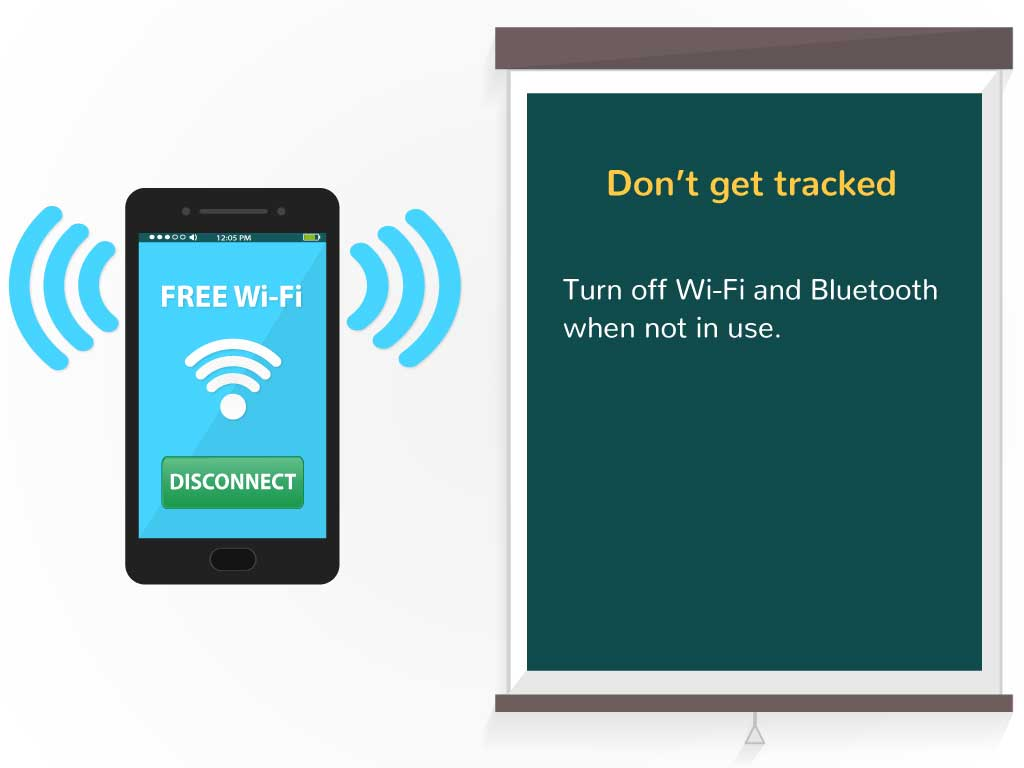 12:05 PM
FREE Wi-Fi
DISCONNECT
Don't get tracked
Turn off Wi-Fi and Bluetooth
when not in use.